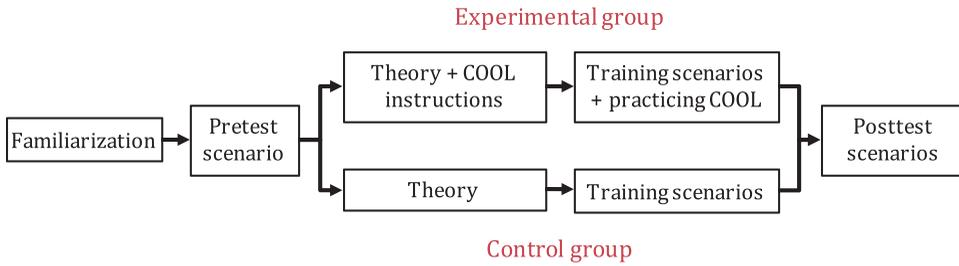 Experimental group
Familiarization
Pretest
scenario
Theory + COOL
instructions
Training scenarios
+ practicing COOL
Theory
Training scenarios
Posttest
scenarios
Control group